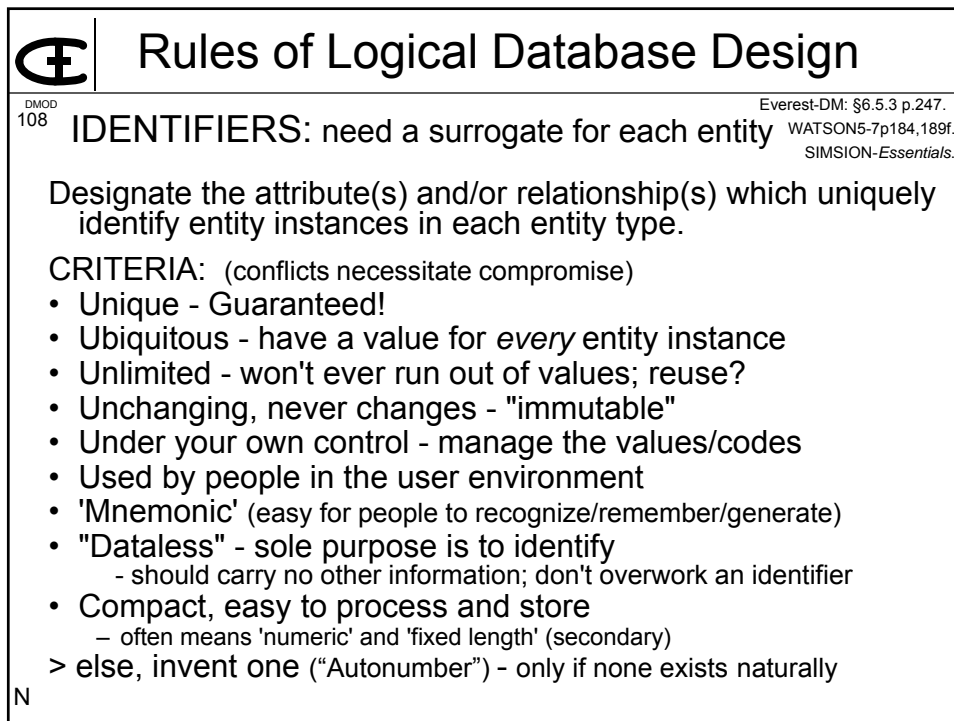 Rules of Logical Database Design
DMOD
108
Everest-DM: §6.5.3 p.247.
IDENTIFIERS: need a surrogate for each entity
WATSON5-7p184,189f.
SIMSION-Essentials.
Designate the attribute(s) and/or relationship(s) which uniquely
identify entity instances in each entity type.
CRITERIA: (conflicts necessitate compromise)
• Unique - Guaranteed!
• Ubiquitous - have a value for every entity instance
• Unlimited - won't ever run out of values; reuse?
• Unchanging, never changes - "immutable"
• Under your own control - manage the values/codes
• Used by people in the user environment
• 'Mnemonic' (easy for people to recognize/remember/generate)
• "Dataless" - sole purpose is to identify
- should carry no other information; don't overwork an identifier
• Compact, easy to process and store
– often means 'numeric' and 'fixed length' (secondary)
> else, invent one (“Autonumber”) - only if none exists naturally
N